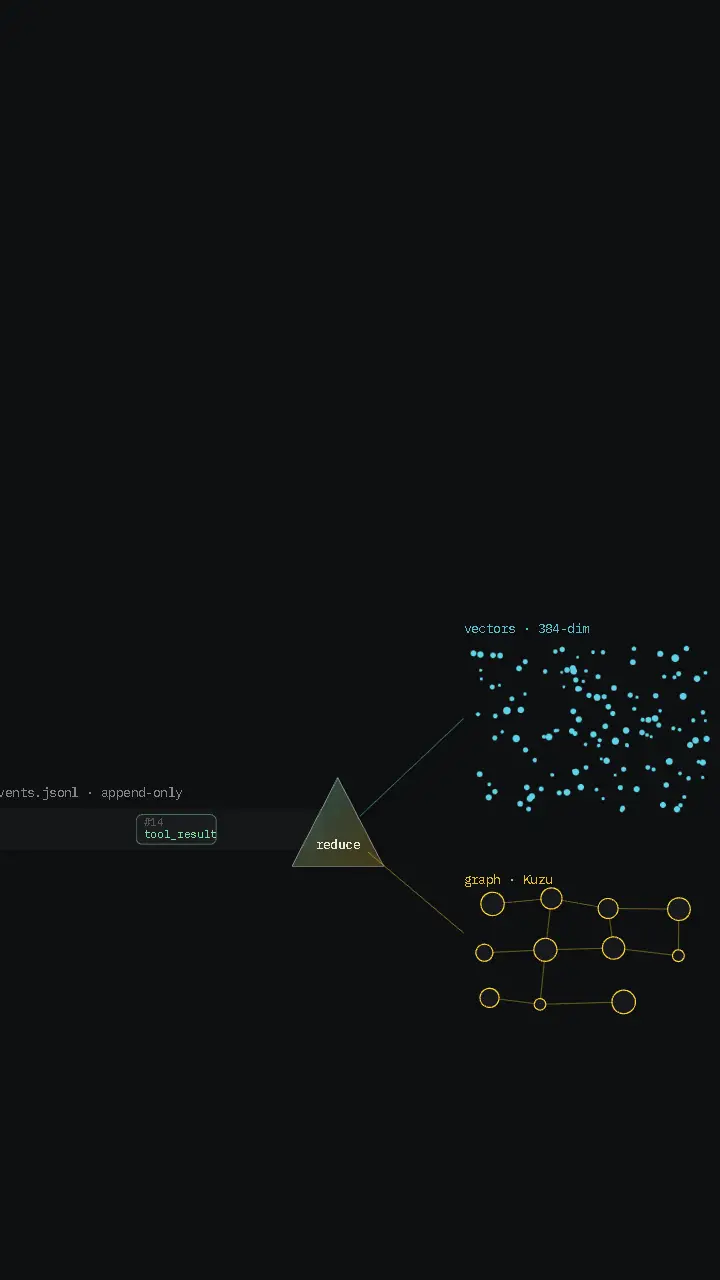 vectors · 384-dim
vents.jsonl · append-only
#14
tool_result
reduce
graph · Kuzu